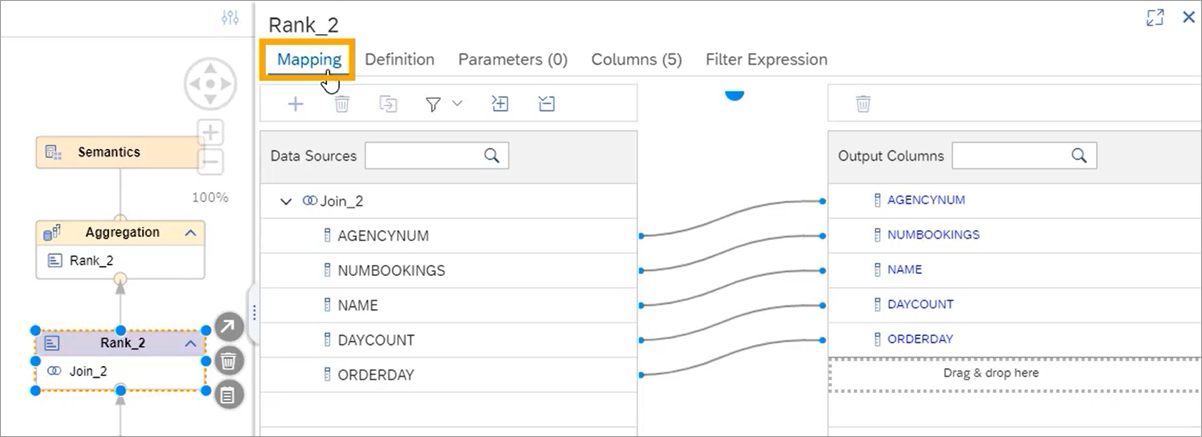 Rank_2
Mapping
Definition
Parameters (0)
Columns (5)
Filter Expression
Semantics
100%
Aggregation
Rank_2
Rank_2
Join_2
Data Sources
Join_2
AGENCYNUM
NUMBOOKINGS
NAME
DAYCOUNT
ORDERDAY
Output Columns
AGENCYNUM
NUMBOOKINGS
NAME
DAYCOUNT
ORDERDAY
Drag & drop here